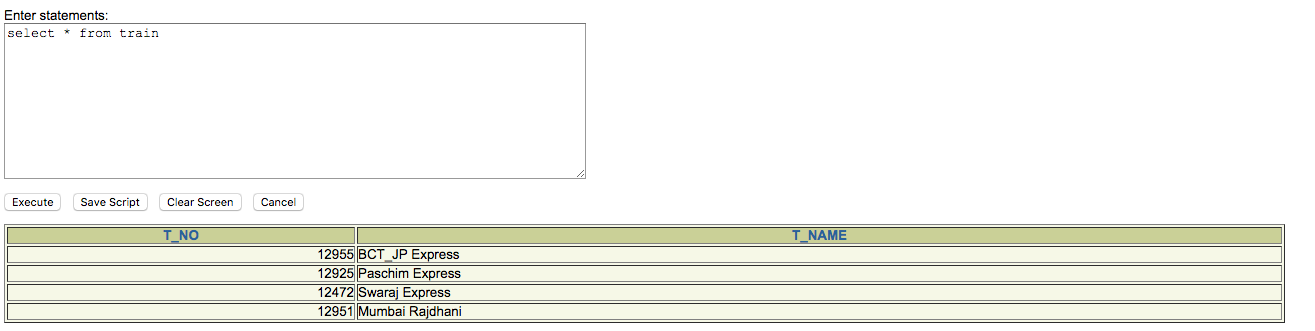 Enter statements:
select * from train
Execute Save Script Clear Screen Cancel
T_NO T_NAME
12955 BCT_JP Express
12925 Paschim Express
12472 Swaraj Express
12951 Mumbai Rajdhani